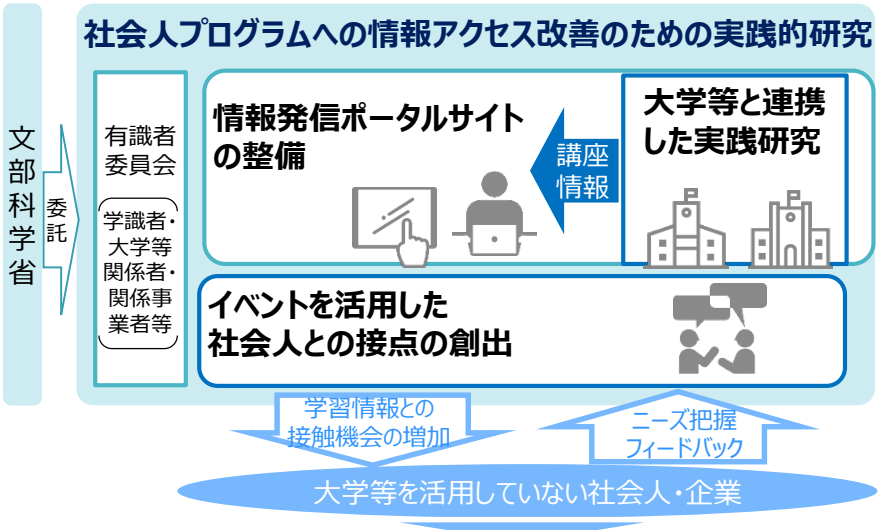 社会人プログラムへの情報アクセス改善のための実践的研究
文部科学省
委託
有識者
委員会
学識者・
大学等
関係者・
関係事
業者等
情報発信ポータルサイト
の整備
講座
情報
大学等と連携
した実践研究
イベントを活用した
社会人との接点の創出
学習情報との
接触機会の増加
ニーズ把握
フィードバック
大学等を活用していない社会人・企業